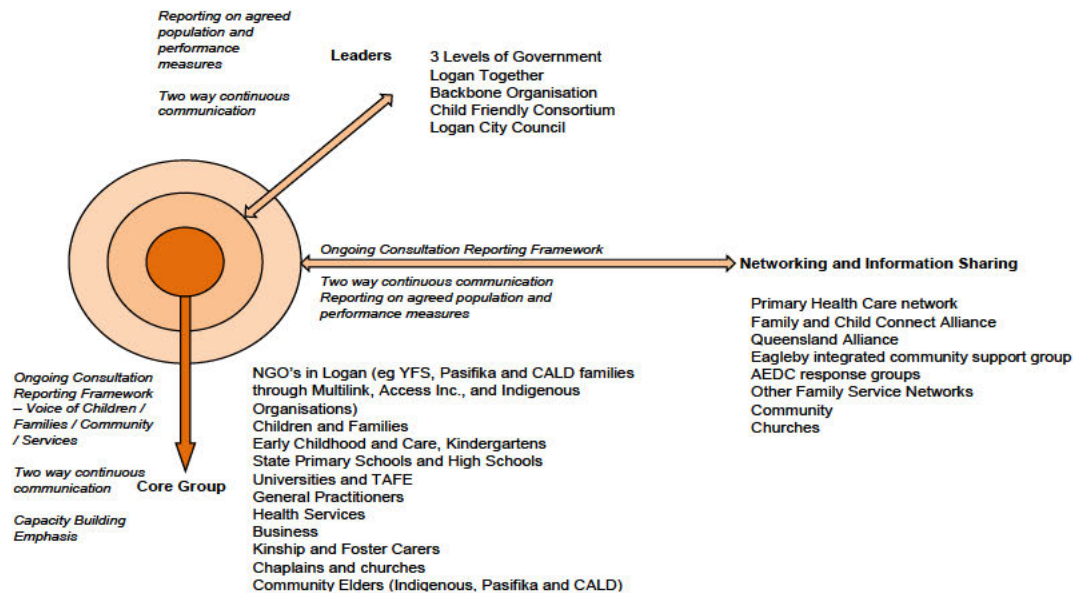 Reporting on agreed
population and
performance
measures
Two way continuous
communication
Leaders
3 Levels of Government
Logan Together
Backbone Organisation
Child Friendly Consortium
Logan City Council
Ongoing Consultation Reporting Framework
Two way continuous communication
Reporting on agreed population and
performance measures
Networking and Information Sharing
Primary Health Care network
Family and Child Connect Alliance
Queensland Alliance
Eagleby integrated community support group
AEDC response groups
Other Family Service Networks
Community
Churches
Ongoing Consultation
Reporting Framework
– Voice of Children /
Families / Community
/ Services
Two way continuous
communication
Capacity Building
Emphasis
Core Group
NGO's in Logan (eg YFS, Pasifika and CALD families
through Multilink, Access Inc., and Indigenous
Organisations)
Children and Families
Early Childhood and Care, Kindergartens
State Primary Schools and High Schools
Universities and TAFE
General Practitioners
Health Services
Business
Kinship and Foster Carers
Chaplains and churches
Community Elders (Indigenous, Pasifika and CALD)